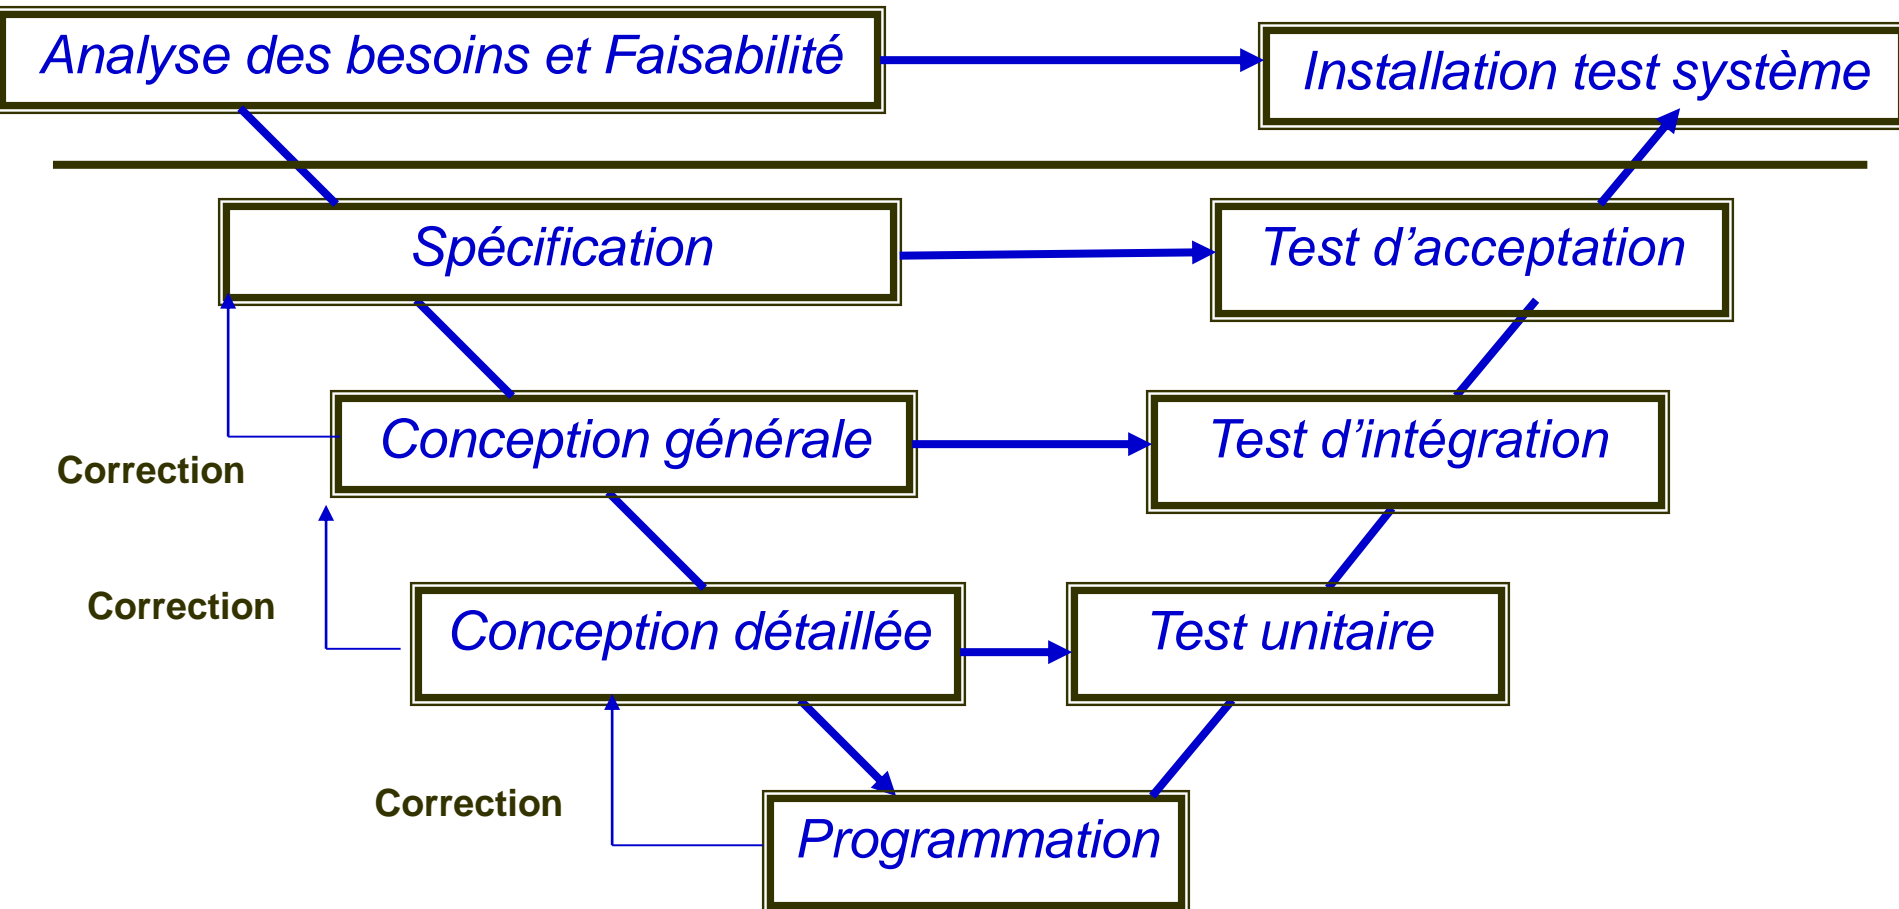 Analyse des besoins et Faisabilité
Installation test système
Spécification
Test d’acceptation
Conception générale
Test d’intégration
Correction
Correction
Conception détaillée
Test unitaire
Correction
Programmation